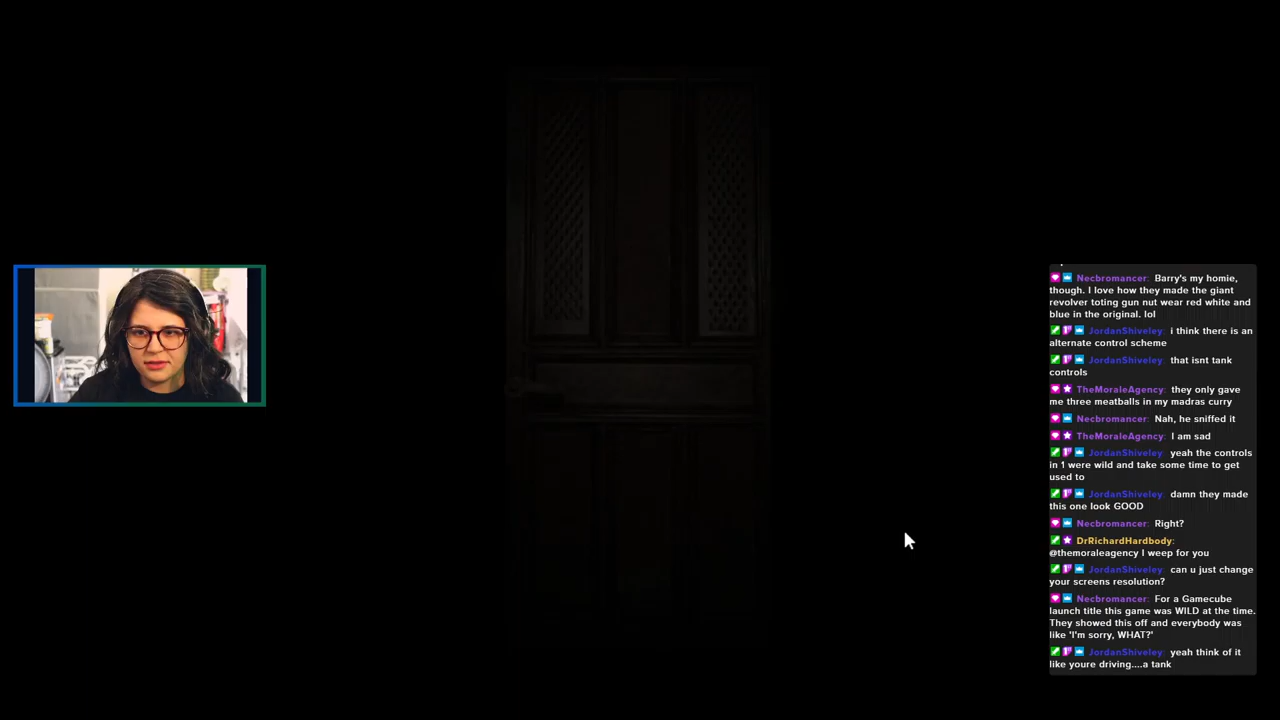 Necbromancer: Barry's my homie,
though. I love how they made the giant
revolver toting gun nut wear red white and
blue in the original. lol
JordanShiveley: i think there is an
alternate control scheme
JordanShiveley: that isnt tank
controls
TheMoraleAgency: they only gave
me three meatballs in my madras curry
Necbromancer: Nah, he sniffed it
TheMoraleAgency: I am sad
JordanShiveley: yeah the controls
in 1 were wild and take some time to get
used to
JordanShiveley: damn they made
this one look GOOD
Necbromancer: Right?
DrRichardHardbody:
@themoraleagency I weep for you
JordanShiveley: can u just change
your screens resolution?
Necbromancer: For a Gamecube
launch title this game was WILD at the time.
They showed this off and everybody was
like 'I'm sorry, WHAT?'
JordanShiveley: yeah think of it
like youre driving....a tank